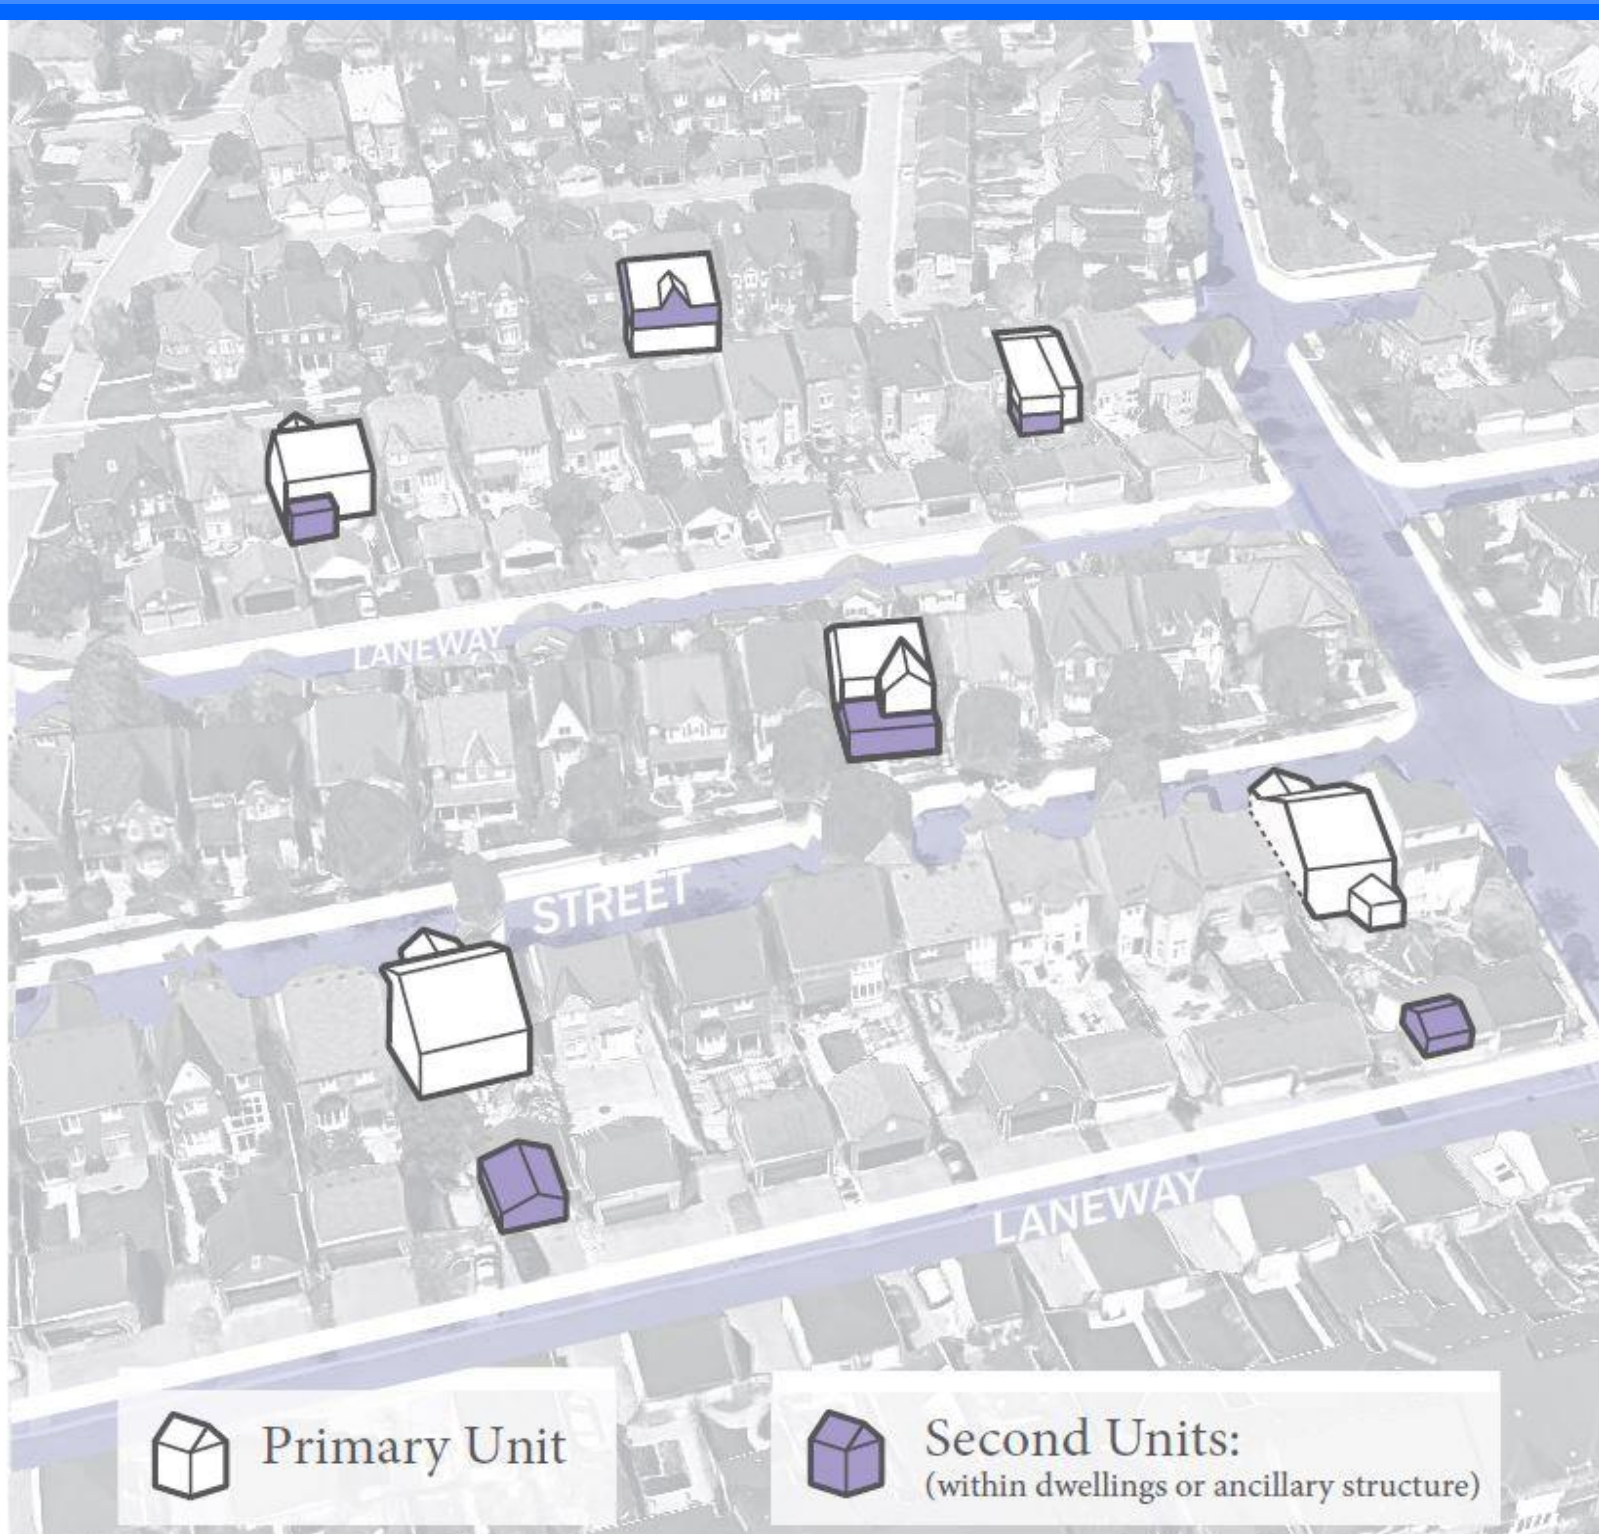 LANEWAY
STREET
LANEWAY
Primary Unit
Second Units:
(within dwellings or ancillary structure)